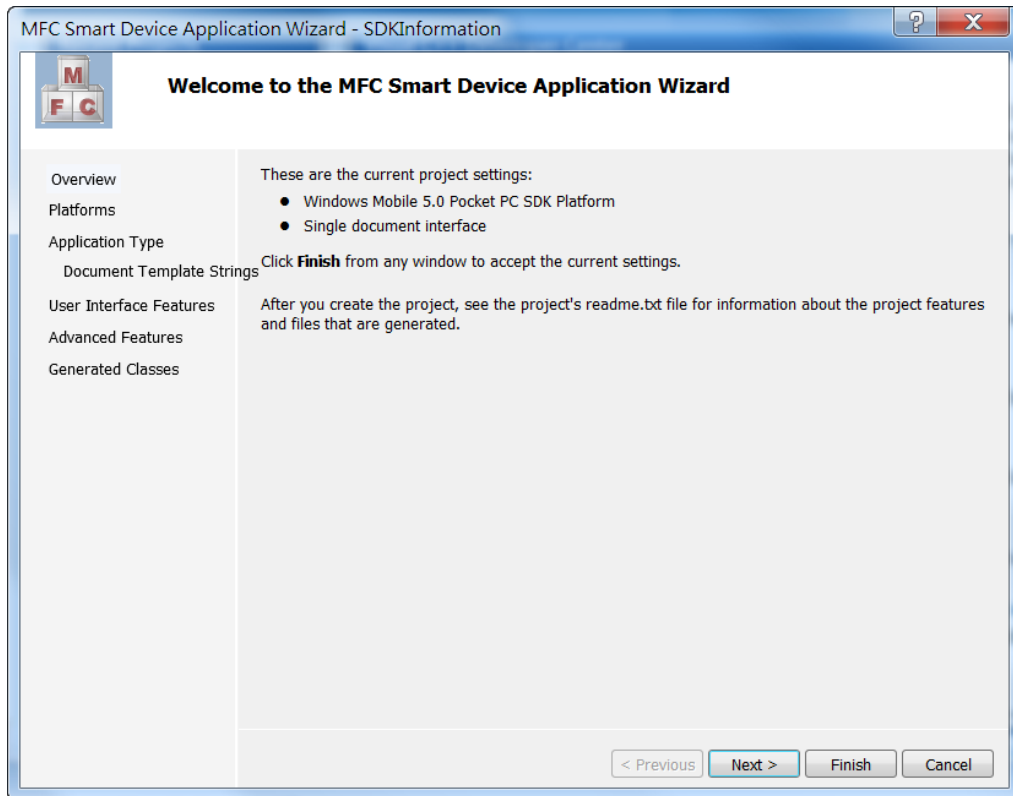 MFC Smart Device Application Wizard - SDKInformation
M
F C
Welcome to the MFC Smart Device Application Wizard
Overview
Platforms
Application Type
Document Template Strings
User Interface Features
Advanced Features
Generated Classes
These are the current project settings:
● Windows Mobile 5.0 Pocket PC SDK Platform
● Single document interface
Click Finish from any window to accept the current settings.
After you create the project, see the project's readme.txt file for information about the project features
and files that are generated.
< Previous Next > Finish Cancel